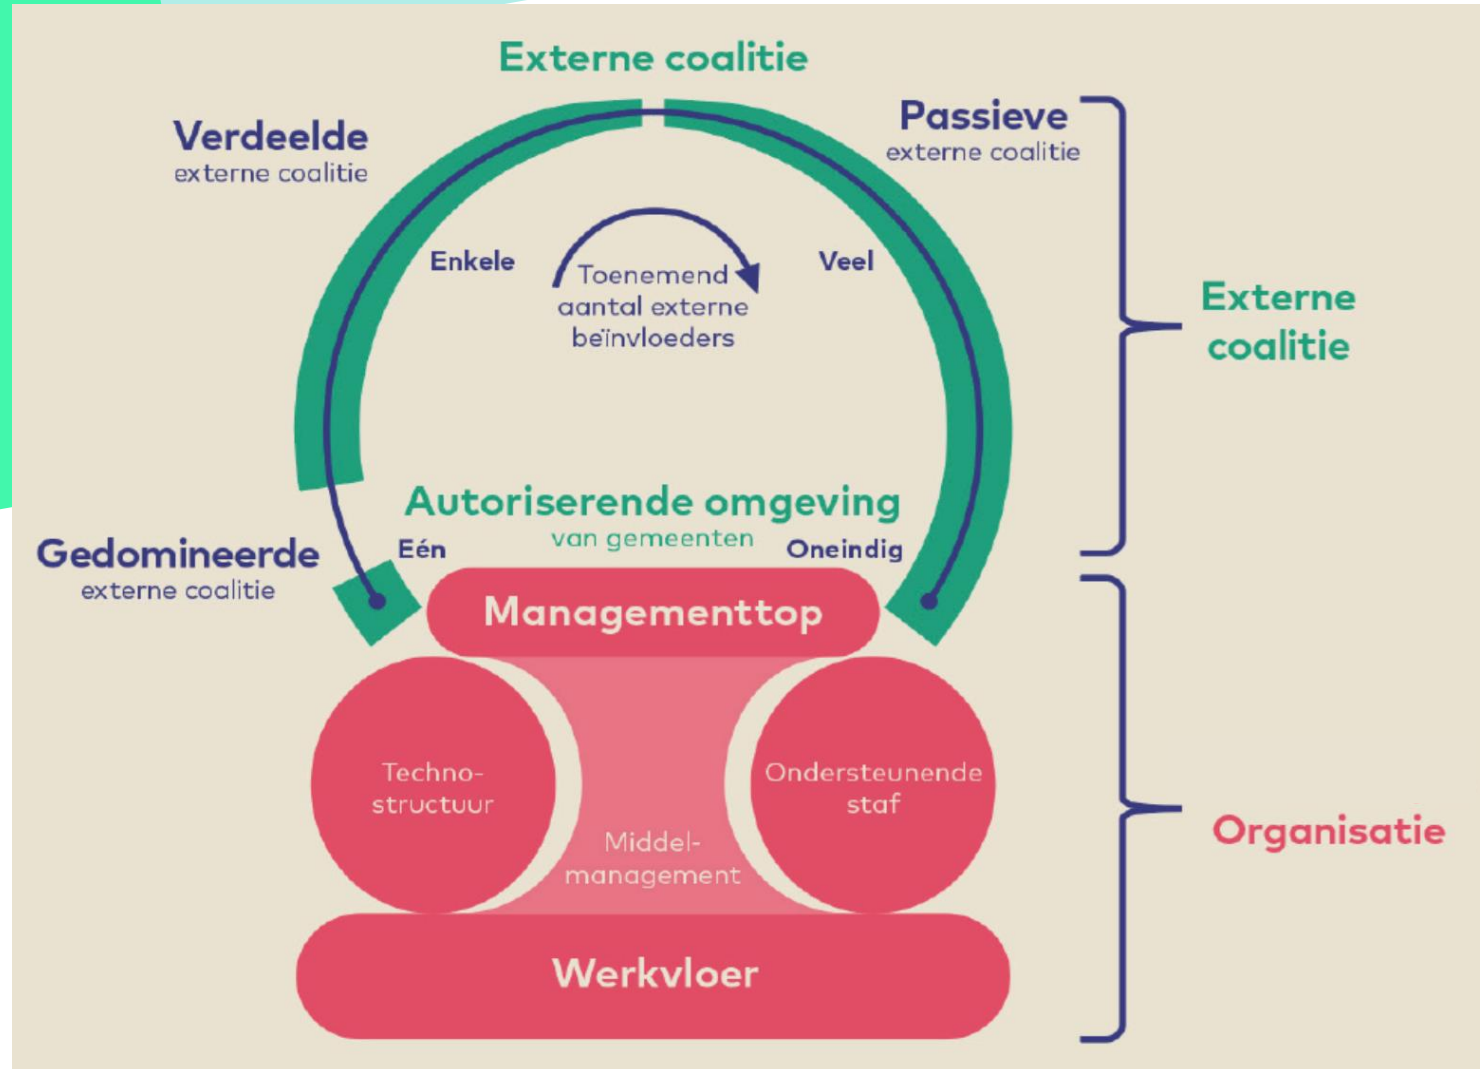 Externe coalitie
Verdeelde
externe coalitie
Passieve
externe coalitie
Enkele
Veel
Toenemend
aantal externe
beïnvloeders
Externe
coalitie
Autoriserende omgeving
van gemeenten
Gedomineerde
externe coalitie
Eén
Oneindig
Managementtop
Techno-
structuur
Ondersteunende
staf
Middel-
management
Organisatie
Werkvloer